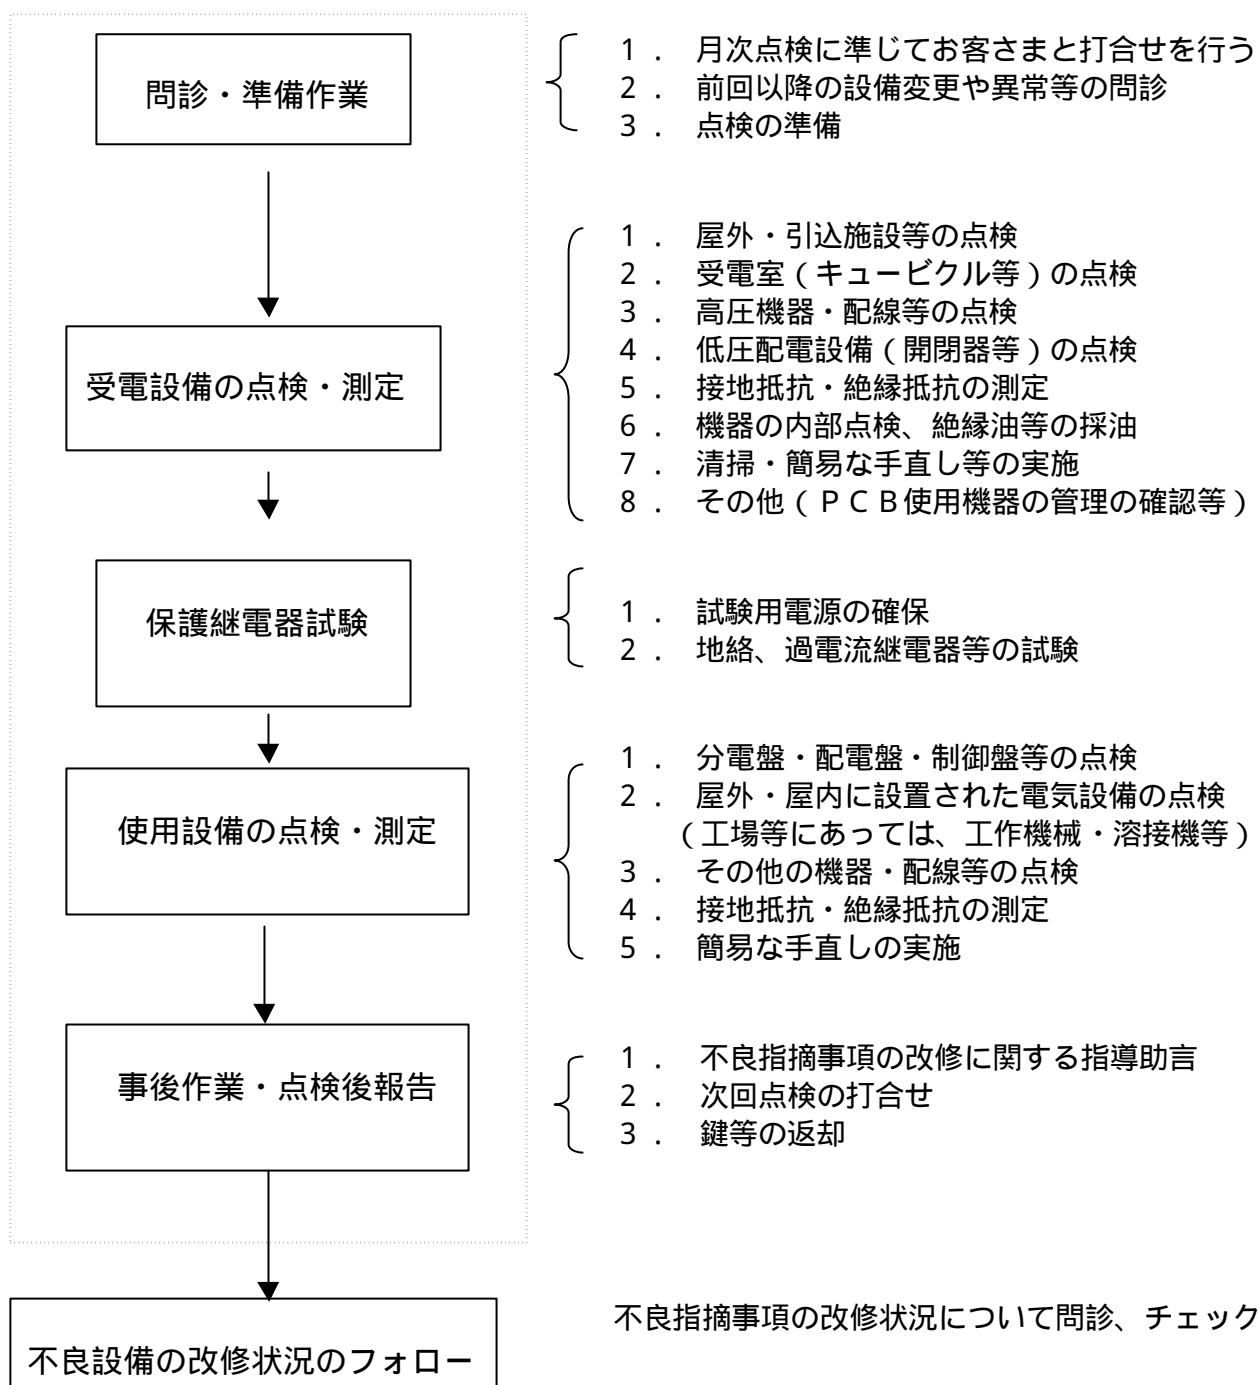 問診・準備作業
１． 月次点検に準じてお客さまと打合せを行う
２． 前回以降の設備変更や異常等の問診
３． 点検の準備
受電設備の点検・測定
１． 屋外・引込施設等の点検
２． 受電室（キュービクル等）の点検
３． 高圧機器・配線等の点検
４． 低圧配電設備（開閉器等）の点検
５． 接地抵抗・絶縁抵抗の測定
６． 機器の内部点検、絶縁油等の採油
７． 清掃・簡易な手直し等の実施
８． その他（ＰＣＢ使用機器の管理の確認等）
保護継電器試験
１． 試験用電源の確保
２． 地絡、過電流継電器等の試験
使用設備の点検・測定
１． 分電盤・配電盤・制御盤等の点検
２． 屋外・屋内に設置された電気設備の点検
（工場等にあっては、工作機械・溶接機等）
３． その他の機器・配線等の点検
４． 接地抵抗・絶縁抵抗の測定
５． 簡易な手直しの実施
事後作業・点検後報告
１． 不良指摘事項の改修に関する指導助言
２． 次回点検の打合せ
３． 鍵等の返却
不良設備の改修状況のフォロー
不良指摘事項の改修状況について問診、チェック